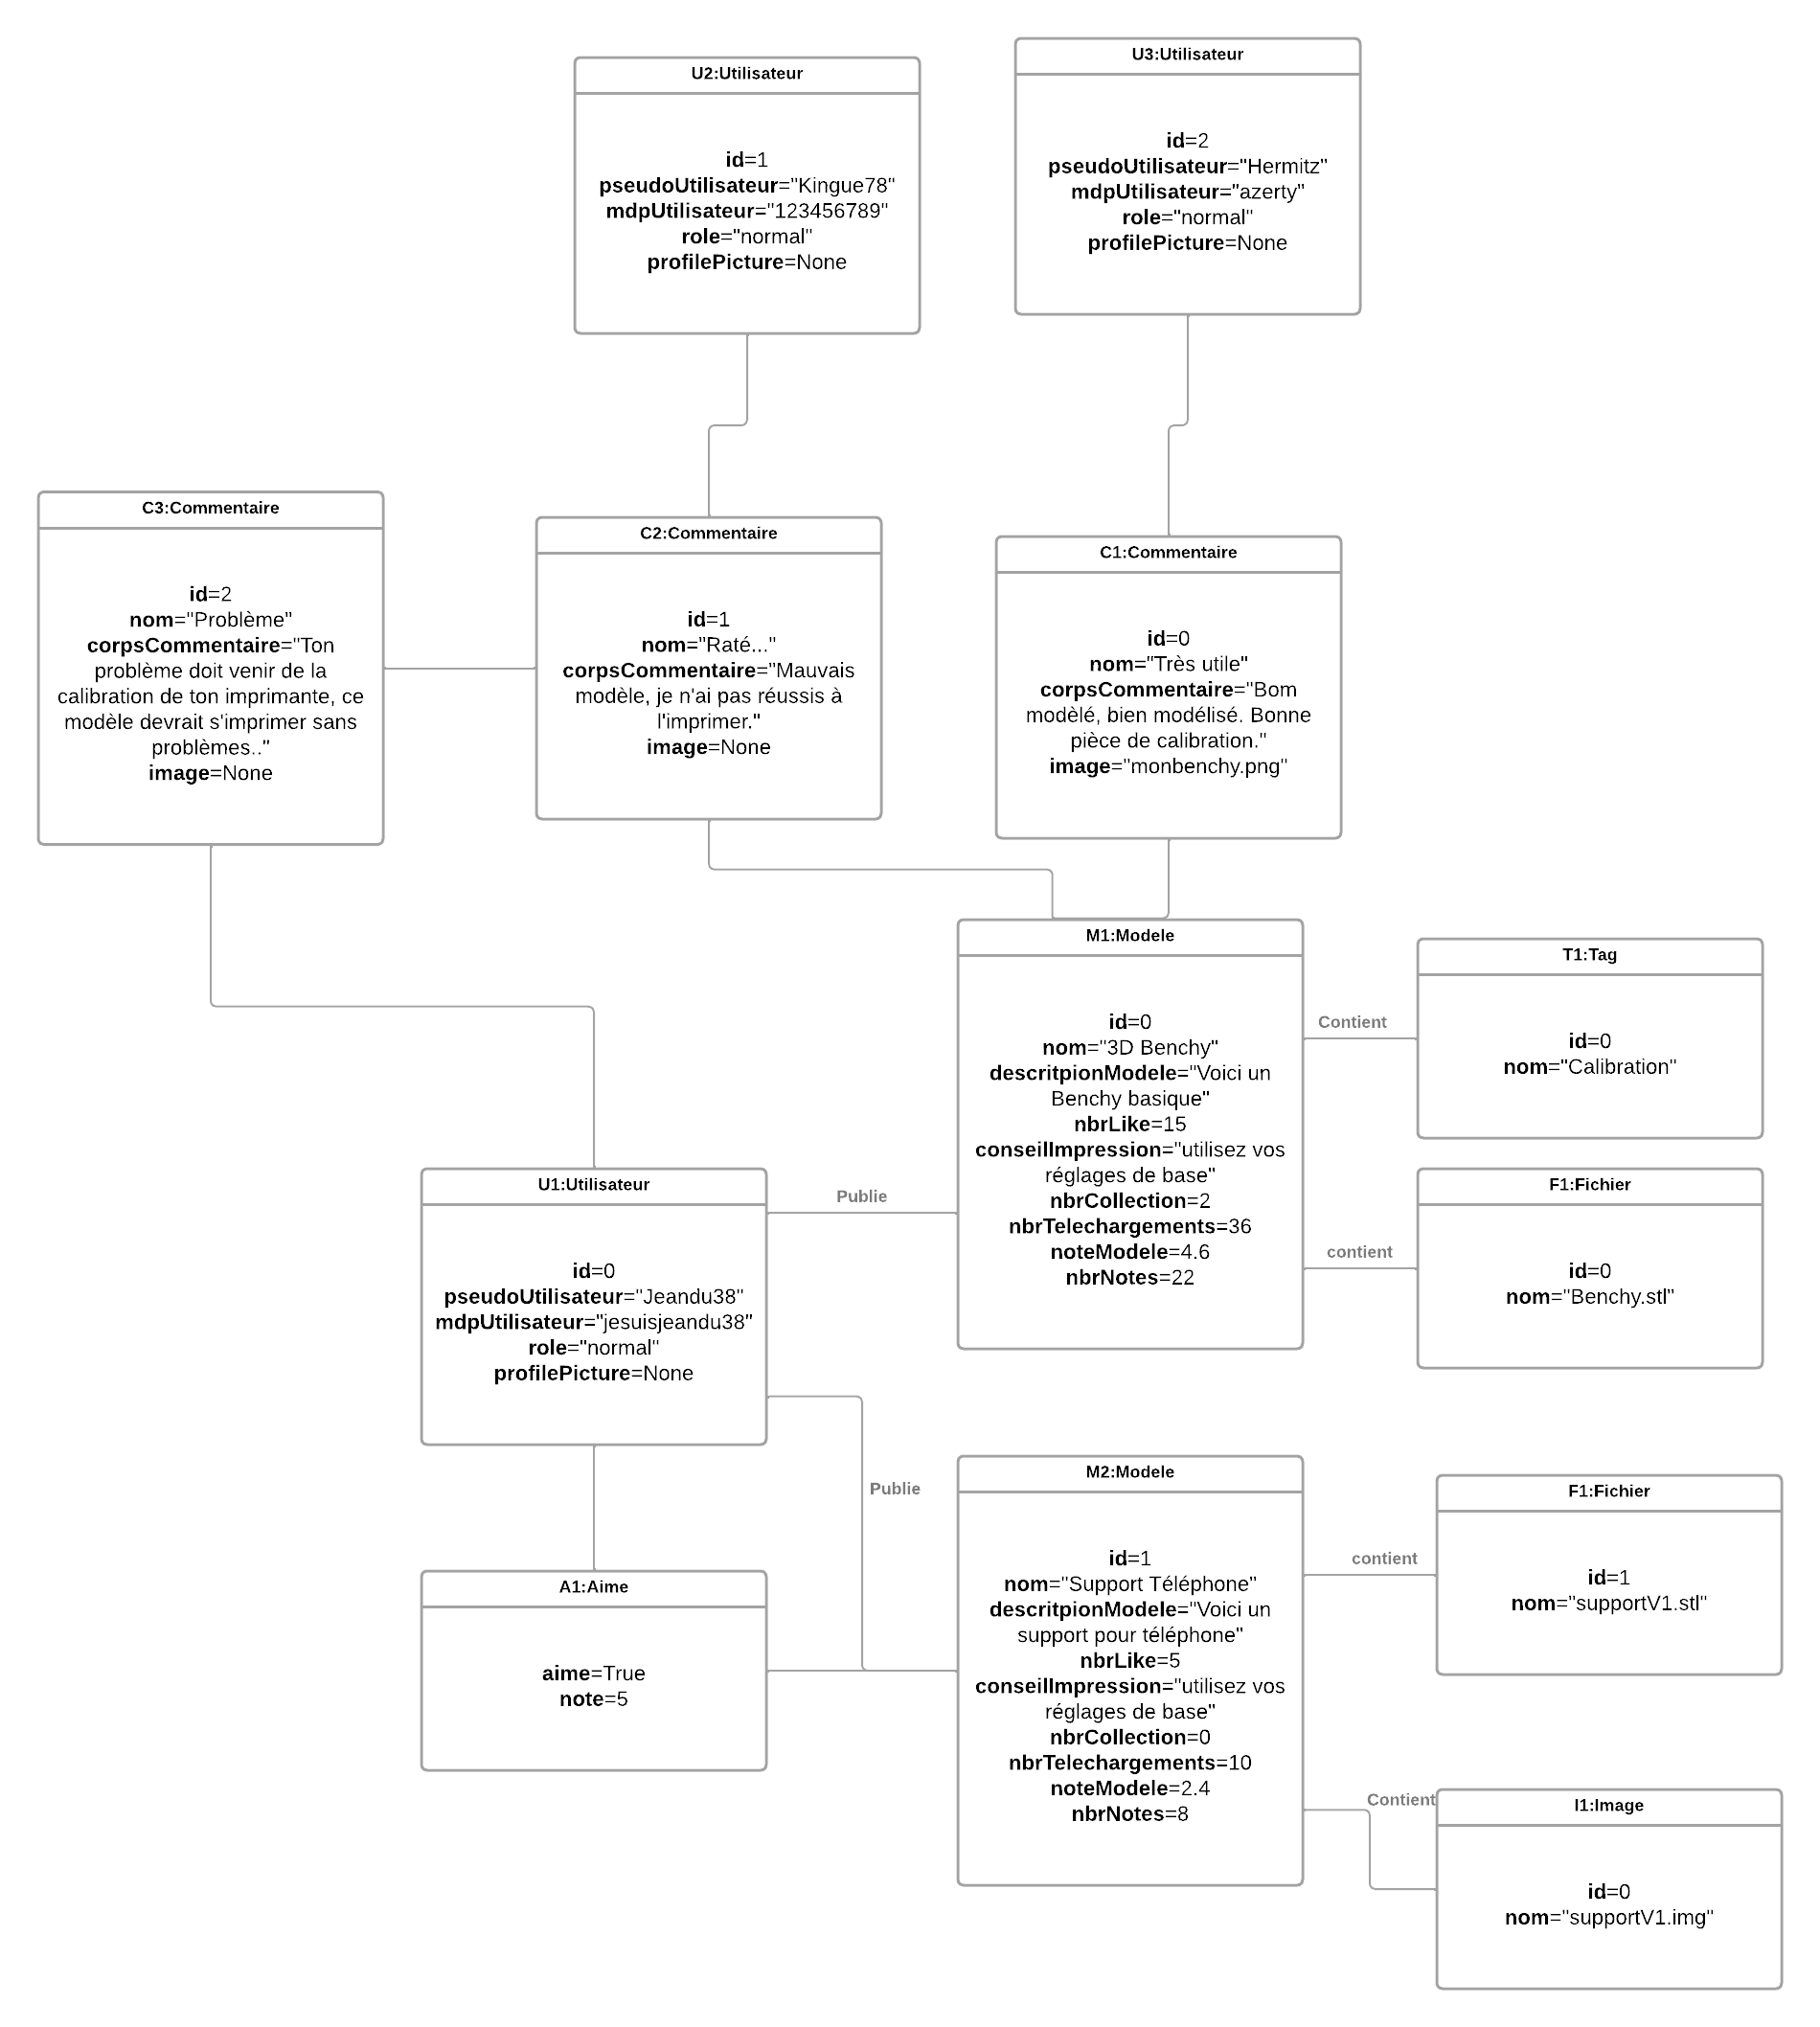 U2:Utilisateur
id=1
pseudoUtilisateur="Kingue78"
mdpUtilisateur="123456789"
role="normal"
profilePicture=None
U3:Utilisateur
id=2
pseudoUtilisateur="Hermitz"
mdpUtilisateur="azerty"
role="normal"
profilePicture=None
C3:Commentaire
id=2
nom="Problème"
corpsCommentaire="Ton
problème doit venir de la
calibration de ton imprimante, ce
modèle devrait s'imprimer sans
problèmes.."
image=None
C2:Commentaire
id=1
nom="Raté..."
corpsCommentaire="Mauvais
modèle, je n'ai pas réussis à
l'imprimer."
image=None
C1:Commentaire
id=0
nom="Très utile"
corpsCommentaire="Bom
modèlé, bien modélisé. Bonne
pièce de calibration."
image="monbenchy.png"
M1:Modele
id=0
nom="3D Benchy"
descritpionModele="Voici un
Benchy basique"
nbrLike=15
conseilImpression="utilisez vos
réglages de base"
nbrCollection=2
nbrTelechargements=36
noteModele=4.6
nbrNotes=22
Contient
T1:Tag
id=0
nom="Calibration"
contient
F1:Fichier
id=0
nom="Benchy.stl"
U1:Utilisateur
id=0
pseudoUtilisateur="Jeandu38"
mdpUtilisateur="jesuisjeandu38"
role="normal"
profilePicture=None
Publie
Publie
A1:Aime
aime=True
note=5
M2:Modele
id=1
nom="Support Téléphone"
descritpionModele="Voici un
support pour téléphone"
nbrLike=5
conseilImpression="utilisez vos
réglages de base"
nbrCollection=0
nbrTelechargements=10
noteModele=2.4
nbrNotes=8
contient
F1:Fichier
id=1
nom="supportV1.stl"
Contient
I1:Image
id=0
nom="supportV1.img"